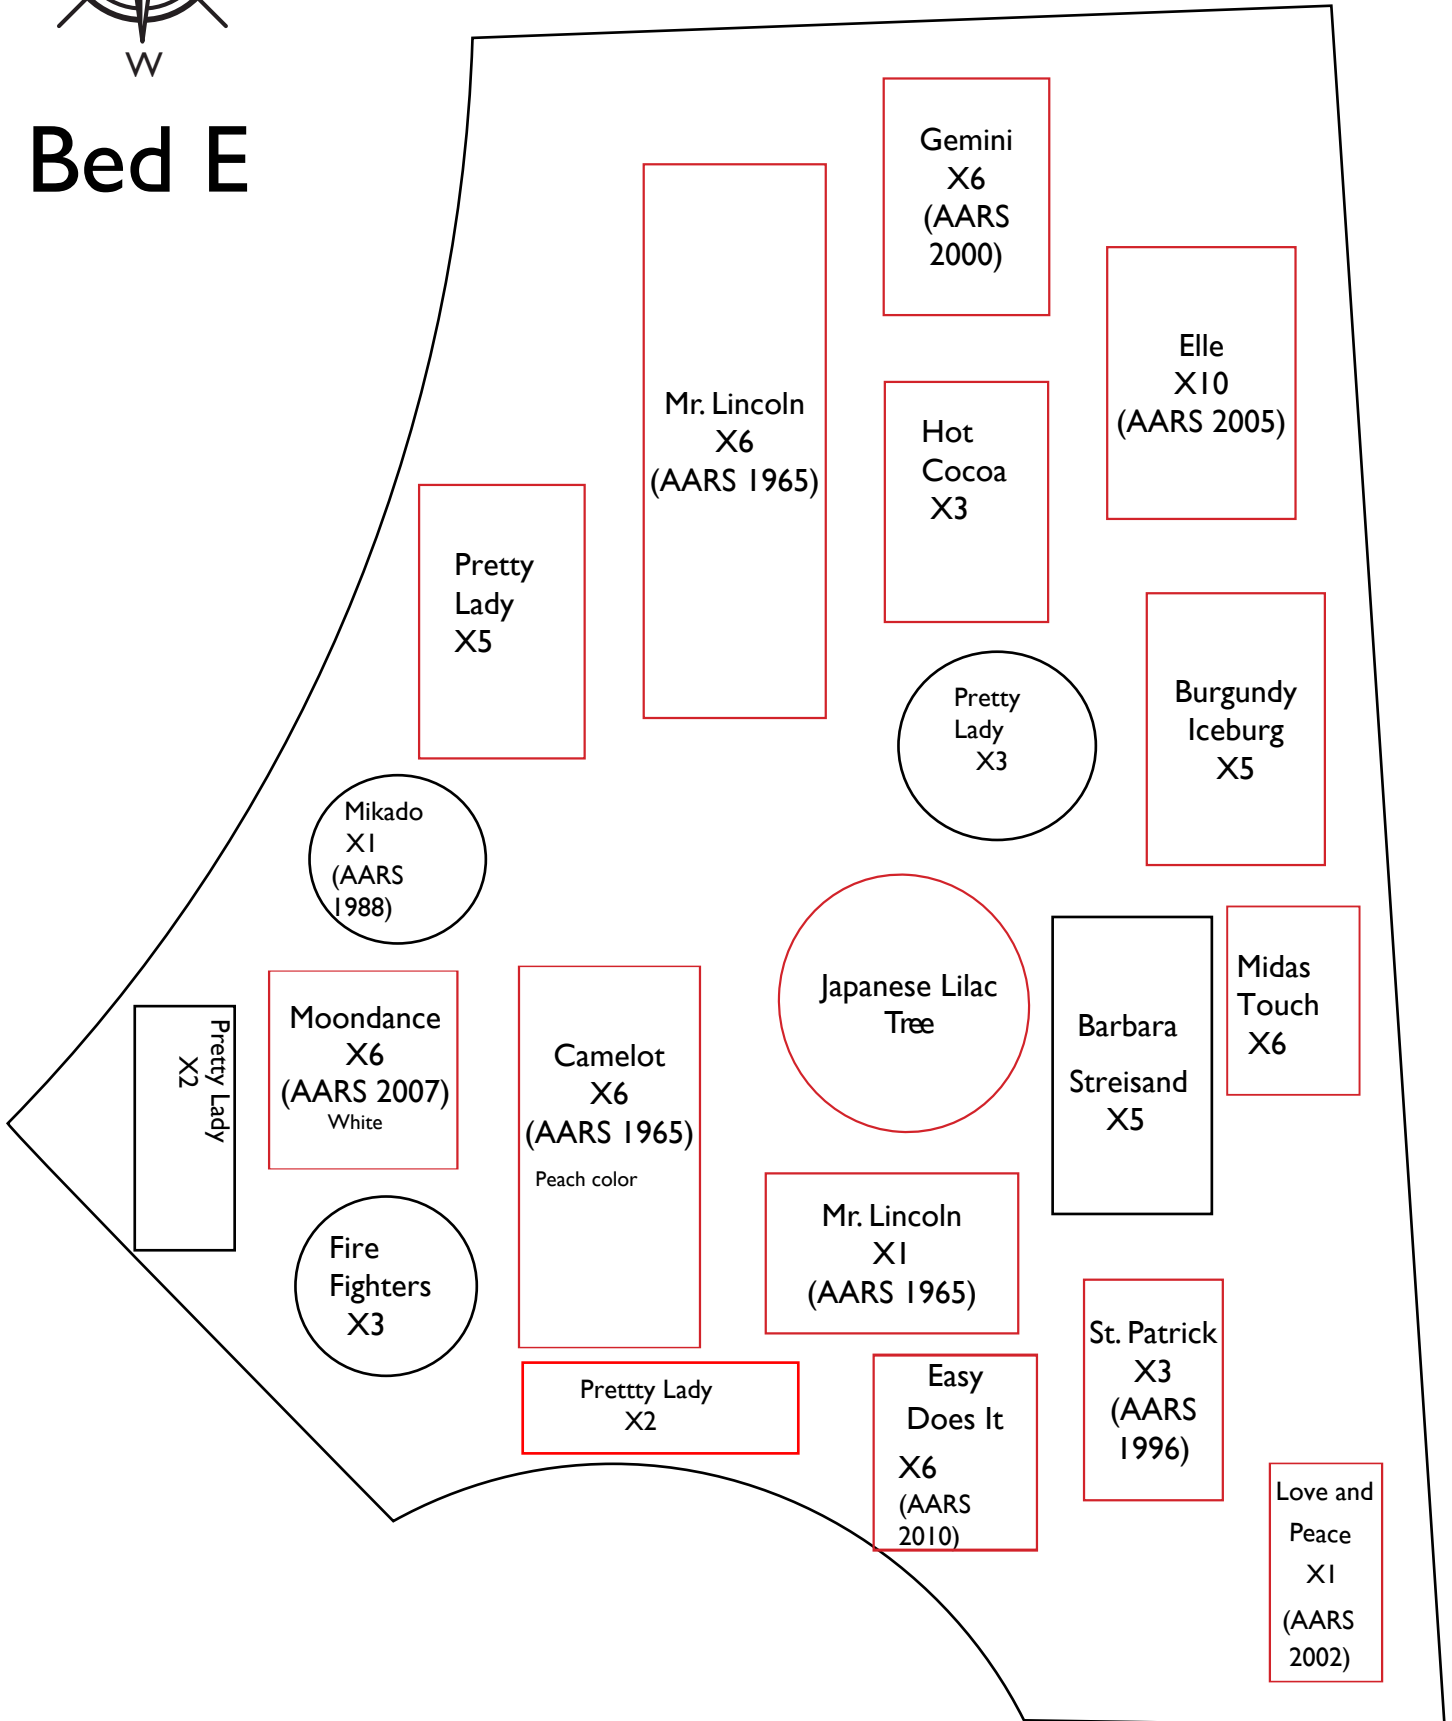 W
Bed E
Gemini
X6
(AARS
2000)
Elle
X10
(AARS 2005)
Mr. Lincoln
X6
(AARS 1965)
Hot
Cocoa
X3
Pretty
Lady
X5
Pretty
Lady
X3
Burgundy
Iceburg
X5
Mikado
X1
(AARS
1988)
Japanese Lilac
Tree
Barbara
Streisand
X5
Midas
Touch
X6
Pretty Lady
X2
Moondance
X6
(AARS 2007)
White
Camelot
X6
(AARS 1965)
Peach color
Mr. Lincoln
X1
(AARS 1965)
Fire
Fighters
X3
Prettty Lady
X2
Easy
Does It
X6
(AARS
2010)
St. Patrick
X3
(AARS
1996)
Love and
Peace
X1
(AARS
2002)